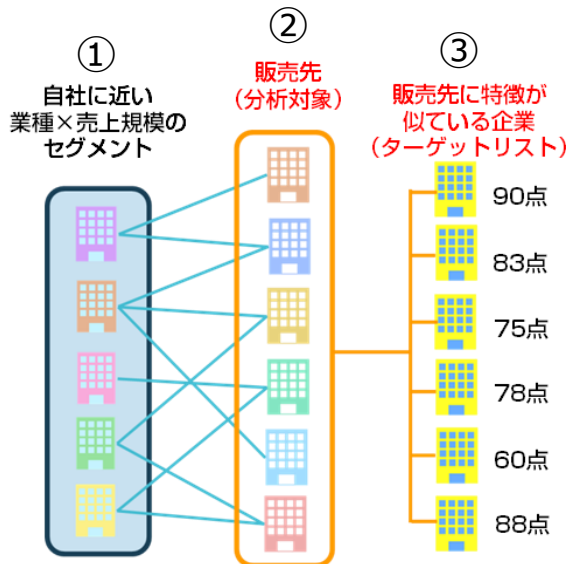 ①
自社に近い
業種×売上規模の
セグメント
②
販売先
（分析対象）
③
販売先に特徴が
似ている企業
（ターゲットリスト）
90点
83点
75点
78点
60点
88点